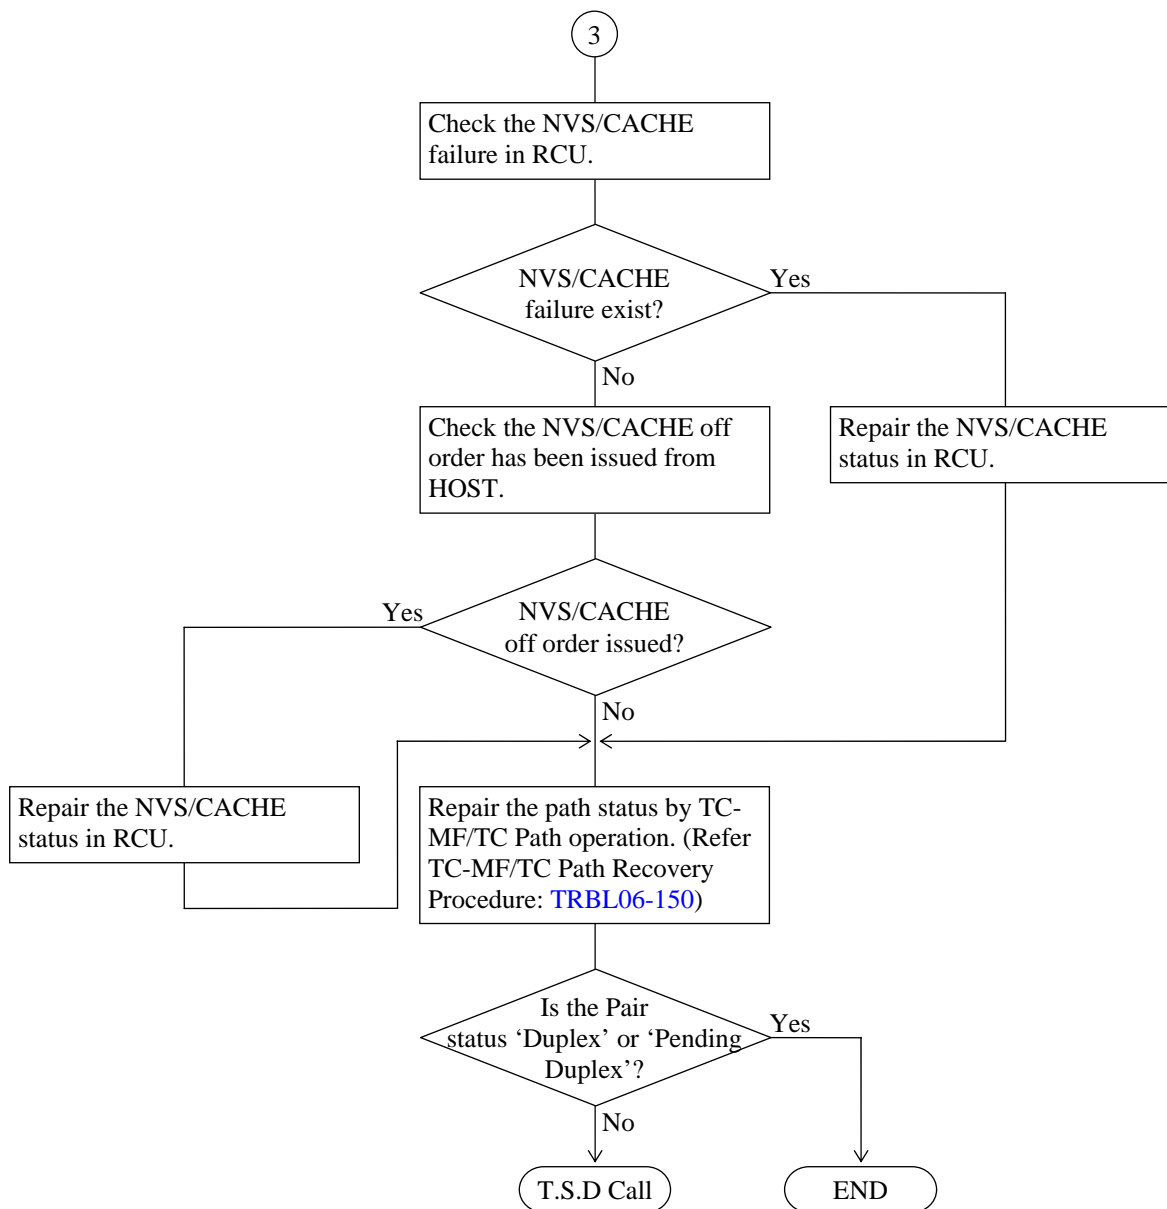 3
Check the NVS/CACHE
failure in RCU.
NVS/CACHE
failure exist?
Yes
No
Check the NVS/CACHE off
order has been issued from
HOST.
Repair the NVS/CACHE
status in RCU.
Yes
NVS/CACHE
off order issued?
No
Repair the NVS/CACHE
status in RCU.
Repair the path status by TC-
MF/TC Path operation. (Refer
TC-MF/TC Path Recovery
Procedure: TRBL06-150)
Is the Pair
status ‘Duplex’ or ‘Pending
Duplex’?
Yes
No
T.S.D Call
END